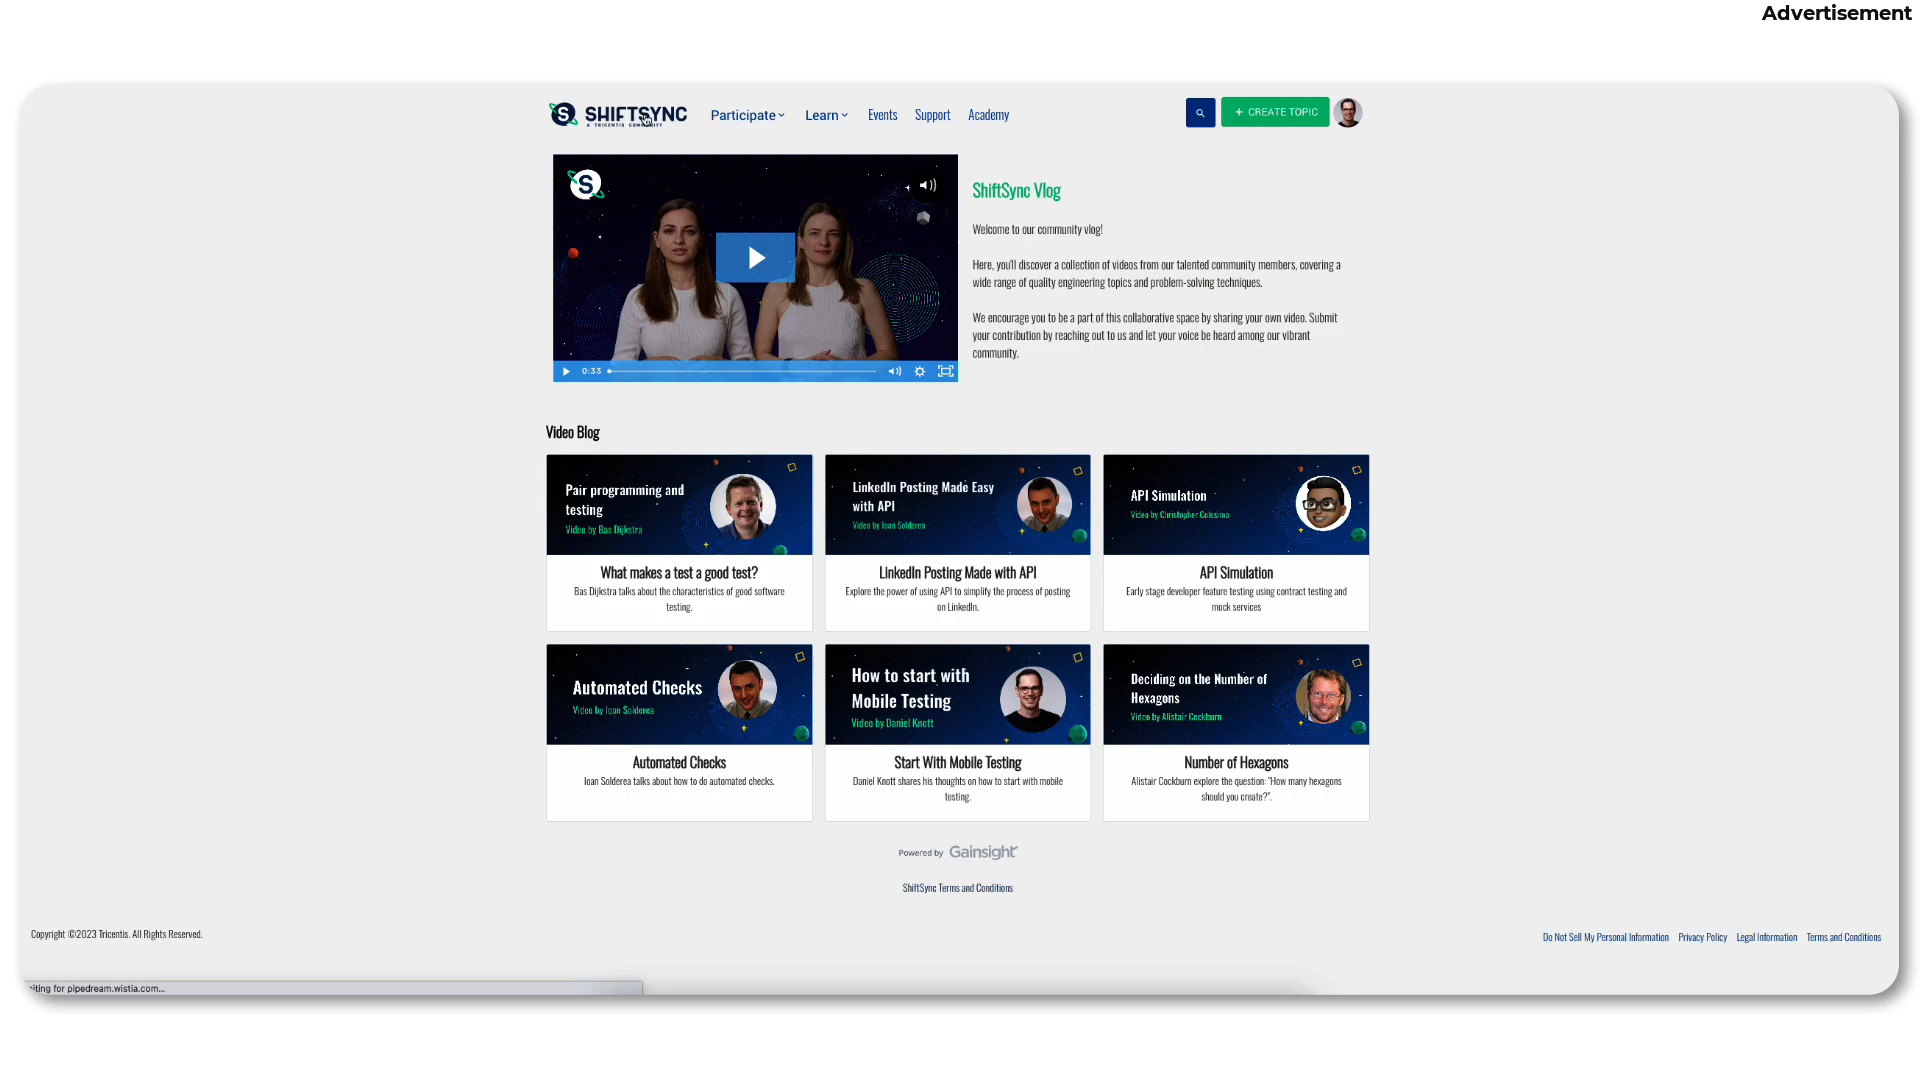 Advertisement
SHIFTSYNC
A TRICENTIS COMMUNITY
Participate
Learn
Events
Support
Academy
+ CREATE TOPIC
S
0:33
ShiftSync Vlog
Welcome to our community vlog!
Here, you'll discover a collection of videos from our talented community members, covering a
wide range of quality engineering topics and problem-solving techniques.
We encourage you to be a part of this collaborative space by sharing your own video. Submit
your contribution by reaching out to us and let your voice be heard among our vibrant
community.
Video Blog
Pair programming and
testing
Video by Bas Dijkstra
What makes a test a good test?
Bas Dijkstra talks about the characteristics of good software
testing.
LinkedIn Posting Made Easy
with API
Video by Ioan Solderea
LinkedIn Posting Made with API
Explore the power of using API to simplify the process of posting
on LinkedIn.
API Simulation
Video by Christopher Colosimo
API Simulation
Early stage developer feature testing using contract testing and
mock services
Automated Checks
Video by Ioan Solderea
Automated Checks
Ioan Solderea talks about how to do automated checks.
How to start with
Mobile Testing
Video by Daniel Knott
Start With Mobile Testing
Daniel Knott shares his thoughts on how to start with mobile
testing.
Deciding on the Number of
Hexagons
Video by Alistair Cockburn
Number of Hexagons
Alistair Cockburn explore the question: "How many hexagons
should you create?".
Powered by Gainsight
ShiftSync Terms and Conditions
Copyright ©2023 Tricentis. All Rights Reserved.
Do Not Sell My Personal Information
Privacy Policy
Legal Information
Terms and Conditions
iting for pipedream.wistia.com...